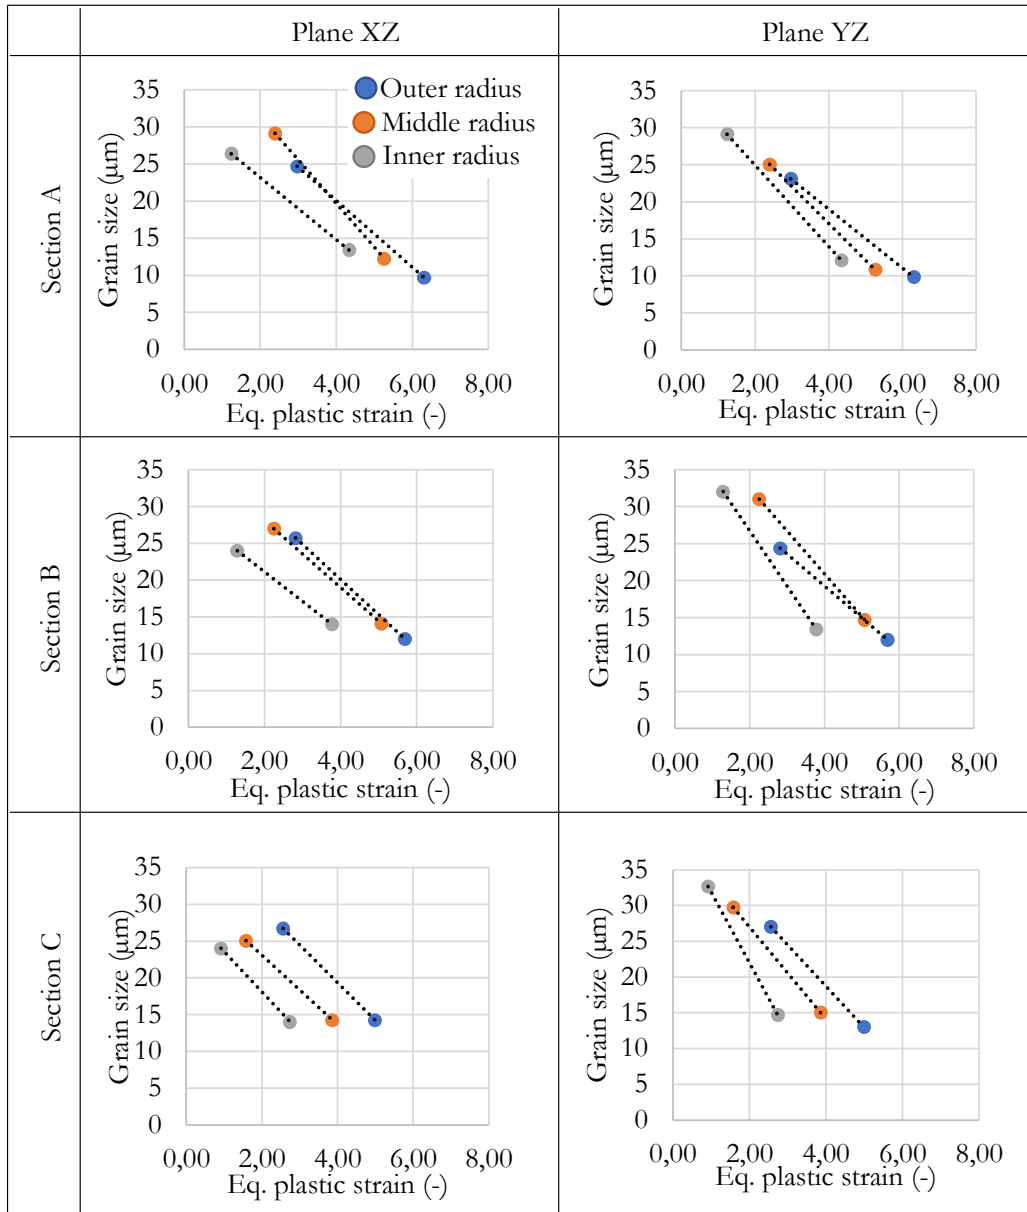 Plane XZ
Plane YZ
Section A
Grain size (µm)
35
30
25
20
15
10
5
0
0,00 2,00 4,00 6,00 8,00
Eq. plastic strain (-)
Outer radius
Middle radius
Inner radius
Grain size (µm)
35
30
25
20
15
10
5
0
0,00 2,00 4,00 6,00 8,00
Eq. plastic strain (-)
Section B
Grain size (µm)
35
30
25
20
15
10
5
0
0,00 2,00 4,00 6,00 8,00
Eq. plastic strain (-)
Grain size (µm)
35
30
25
20
15
10
5
0
0,00 2,00 4,00 6,00 8,00
Eq. plastic strain (-)
Section C
Grain size (µm)
35
30
25
20
15
10
5
0
0,00 2,00 4,00 6,00 8,00
Eq. plastic strain (-)
Grain size (µm)
35
30
25
20
15
10
5
0
0,00 2,00 4,00 6,00 8,00
Eq. plastic strain (-)